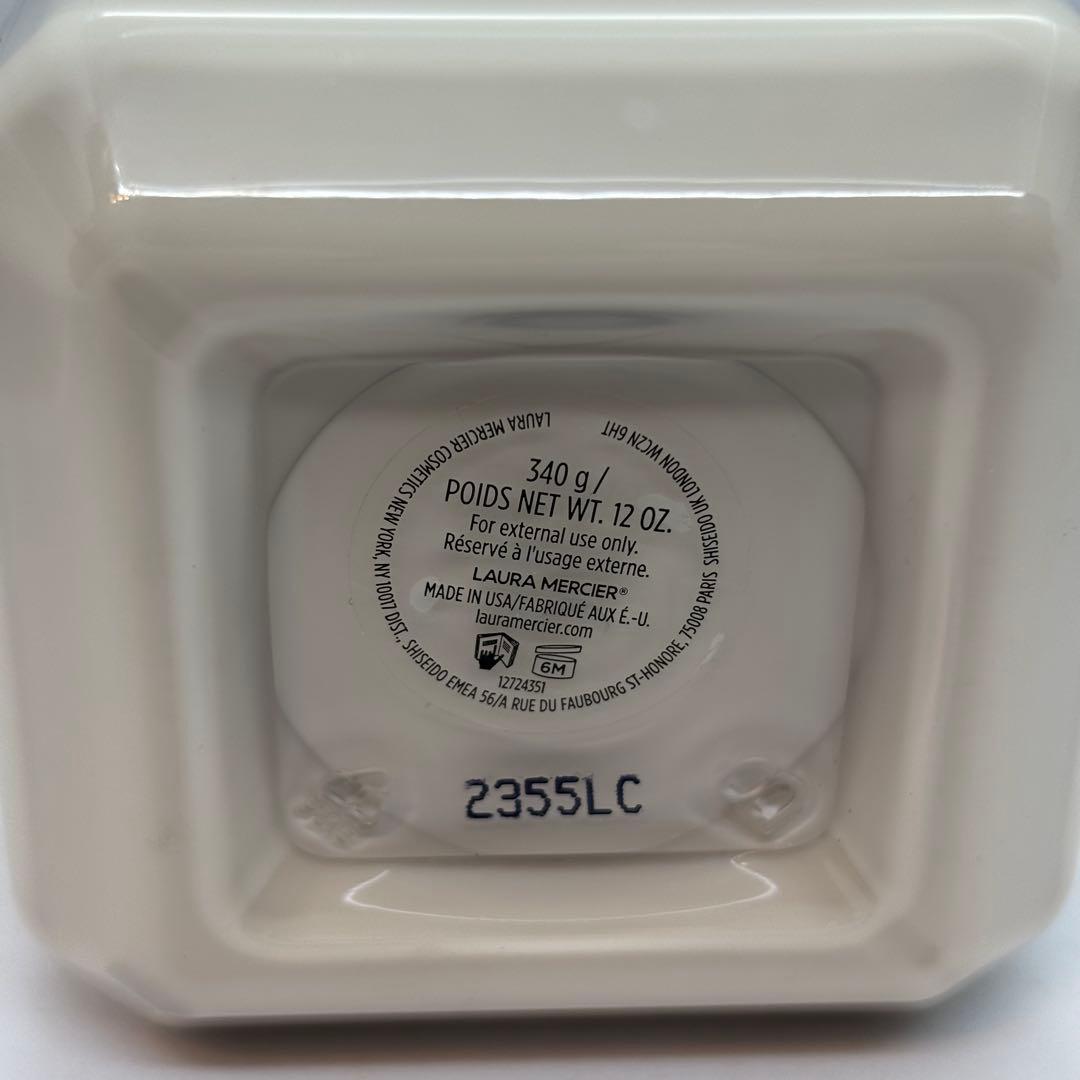 340 g /
POIDS NET WT. 12 OZ.
For external use only.
Réservé à l'usage externe.
LAURA MERCIER®
MADE IN USA/FABRIQUÉ AUX É.-U.
lauramercier.com
6M
12724351
LAURA MERCIER COSMETICS NEW YORK, NY 10017 DIST., SHISEIDO EMEA 56/A RUE DU FAUBOURG ST-HONORE, 75008 PARIS SHISEIDO UK LONDON WC2N 6HT
2355LC